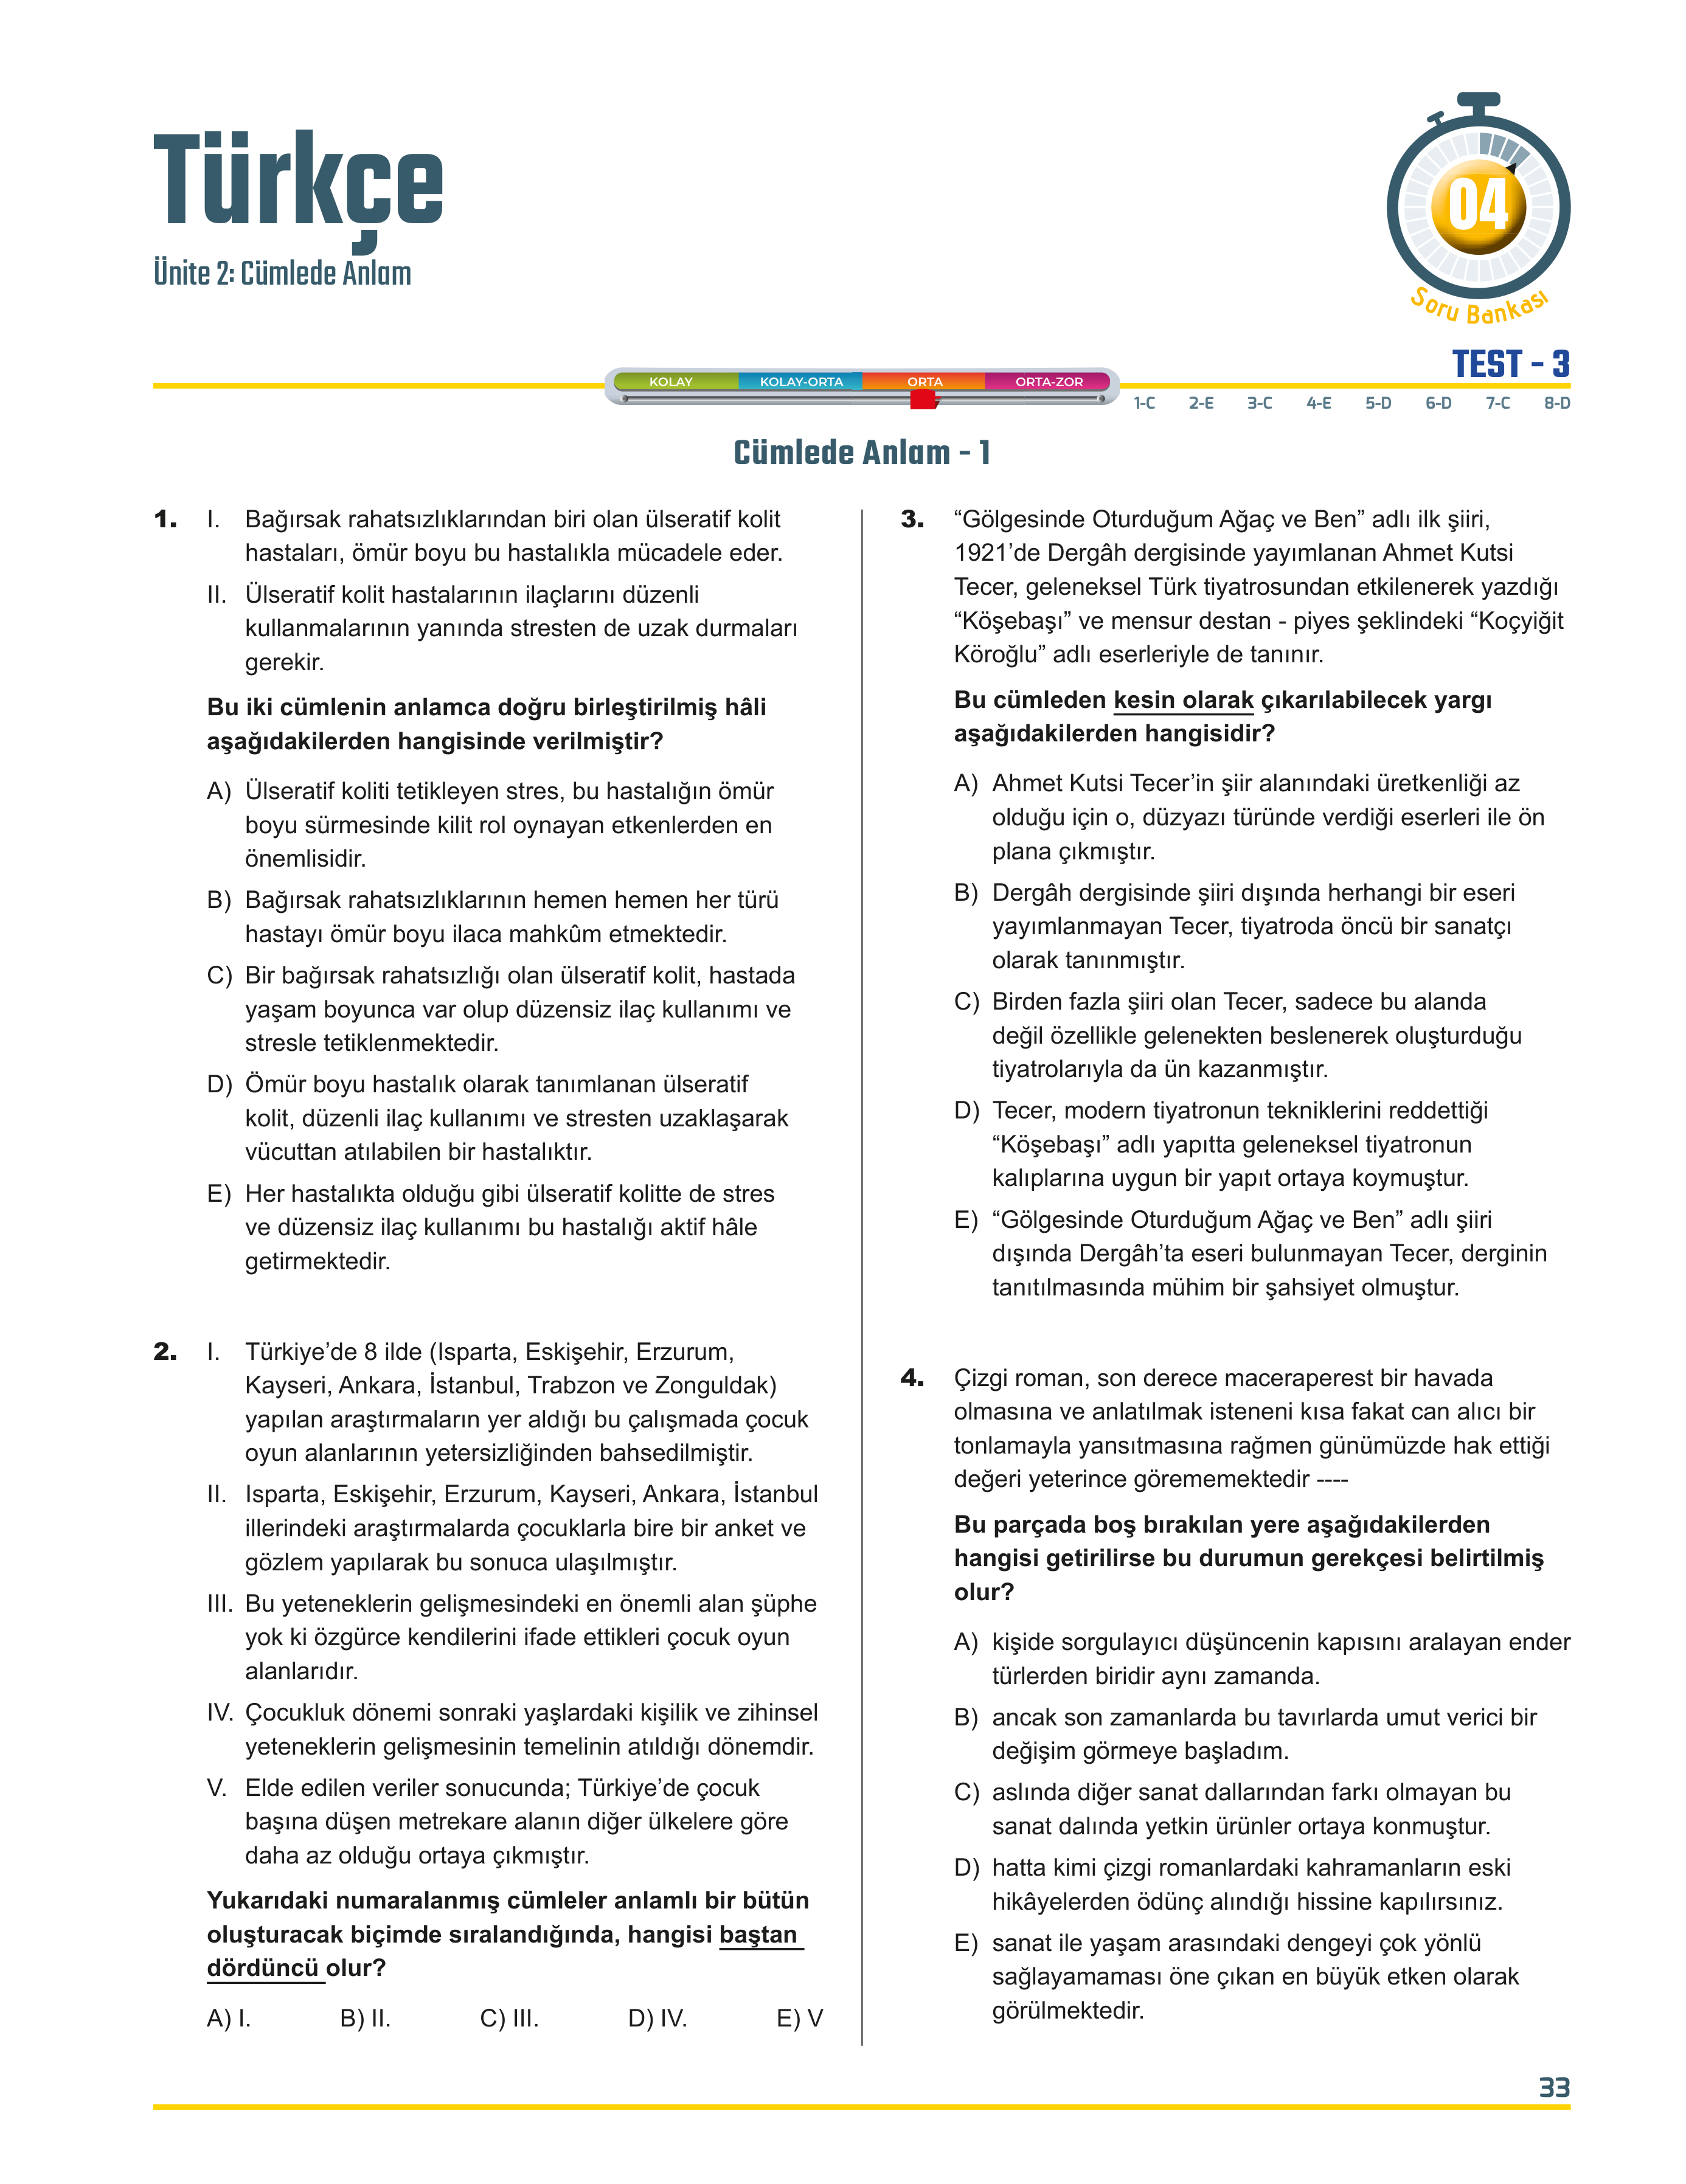 Türkçe
Ünite 2: Cümlede Anlam
04
Soru Bankası
TEST - 3
KOLAY KOLAY-ORTA ORTA ORTA-ZOR
1-C 2-E 3-C 4-E 5-D 6-D 7-C 8-D
Cümlede Anlam - 1
1. I. Bağırsak rahatsızlıklarından biri olan ülseratif kolit
hastaları, ömür boyu bu hastalıkla mücadele eder.
II. Ülseratif kolit hastalarının ilaçlarını düzenli
kullanmalarının yanında stresten de uzak durmaları
gerekir.
Bu iki cümlenin anlamca doğru birleştirilmiş hâli
aşağıdakilerden hangisinde verilmiştir?
A) Ülseratif koliti tetikleyen stres, bu hastalığın ömür
boyu sürmesinde kilit rol oynayan etkenlerden en
önemlisidir.
B) Bağırsak rahatsızlıklarının hemen hemen her türü
hastayı ömür boyu ilaca mahkûm etmektedir.
C) Bir bağırsak rahatsızlığı olan ülseratif kolit, hastada
yaşam boyunca var olup düzensiz ilaç kullanımı ve
stresle tetiklenmektedir.
D) Ömür boyu hastalık olarak tanımlanan ülseratif
kolit, düzenli ilaç kullanımı ve stresten uzaklaşarak
vücuttan atılabilen bir hastalıktır.
E) Her hastalıkta olduğu gibi ülseratif kolitte de stres
ve düzensiz ilaç kullanımı bu hastalığı aktif hâle
getirmektedir.
2. I. Türkiye’de 8 ilde (Isparta, Eskişehir, Erzurum,
Kayseri, Ankara, İstanbul, Trabzon ve Zonguldak)
yapılan araştırmaların yer aldığı bu çalışmada çocuk
oyun alanlarının yetersizliğinden bahsedilmiştir.
II. Isparta, Eskişehir, Erzurum, Kayseri, Ankara, İstanbul
illerindeki araştırmalarda çocuklarla bire bir anket ve
gözlem yapılarak bu sonuca ulaşılmıştır.
III. Bu yeteneklerin gelişmesindeki en önemli alan şüphe
yok ki özgürce kendilerini ifade ettikleri çocuk oyun
alanlarıdır.
IV. Çocukluk dönemi sonraki yaşlardaki kişilik ve zihinsel
yeteneklerin gelişmesinin temelinin atıldığı dönemdir.
V. Elde edilen veriler sonucunda; Türkiye’de çocuk
başına düşen metrekare alanın diğer ülkelere göre
daha az olduğu ortaya çıkmıştır.
Yukarıdaki numaralanmış cümleler anlamlı bir bütün
oluşturacak biçimde sıralandığında, hangisi baştan
dördüncü olur?
A) I. B) II. C) III. D) IV. E) V
3. “Gölgesinde Oturduğum Ağaç ve Ben” adlı ilk şiiri,
1921’de Dergâh dergisinde yayımlanan Ahmet Kutsi
Tecer, geleneksel Türk tiyatrosundan etkilenerek yazdığı
“Köşebaşı” ve mensur destan - piyes şeklindeki “Koçyiğit
Köroğlu” adlı eserleriyle de tanınır.
Bu cümleden kesin olarak çıkarılabilecek yargı
aşağıdakilerden hangisidir?
A) Ahmet Kutsi Tecer’in şiir alanındaki üretkenliği az
olduğu için o, düzyazı türünde verdiği eserleri ile ön
plana çıkmıştır.
B) Dergâh dergisinde şiiri dışında herhangi bir eseri
yayımlanmayan Tecer, tiyatroda öncü bir sanatçı
olarak tanınmıştır.
C) Birden fazla şiiri olan Tecer, sadece bu alanda
değil özellikle gelenekten beslenerek oluşturduğu
tiyatrolarıyla da ün kazanmıştır.
D) Tecer, modern tiyatronun tekniklerini reddettiği
“Köşebaşı” adlı yapıtta geleneksel tiyatronun
kalıplarına uygun bir yapıt ortaya koymuştur.
E) “Gölgesinde Oturduğum Ağaç ve Ben” adlı şiiri
dışında Dergâh’ta eseri bulunmayan Tecer, derginin
tanıtılmasında mühim bir şahsiyet olmuştur.
4. Çizgi roman, son derece maceraperest bir havada
olmasına ve anlatılmak isteneni kısa fakat can alıcı bir
tonlamayla yansıtmasına rağmen günümüzde hak ettiği
değeri yeterince görememektedir ----
Bu parçada boş bırakılan yere aşağıdakilerden
hangisi getirilirse bu durumun gerekçesi belirtilmiş
olur?
A) kişide sorgulayıcı düşüncenin kapısını aralayan ender
türlerden biridir aynı zamanda.
B) ancak son zamanlarda bu tavırlarda umut verici bir
değişim görmeye başladım.
C) aslında diğer sanat dallarından farkı olmayan bu
sanat dalında yetkin ürünler ortaya konmuştur.
D) hatta kimi çizgi romanlardaki kahramanların eski
hikâyelerden ödünç alındığı hissine kapılırsınız.
E) sanat ile yaşam arasındaki dengeyi çok yönlü
sağlayamaması öne çıkan en büyük etken olarak
görülmektedir.
33